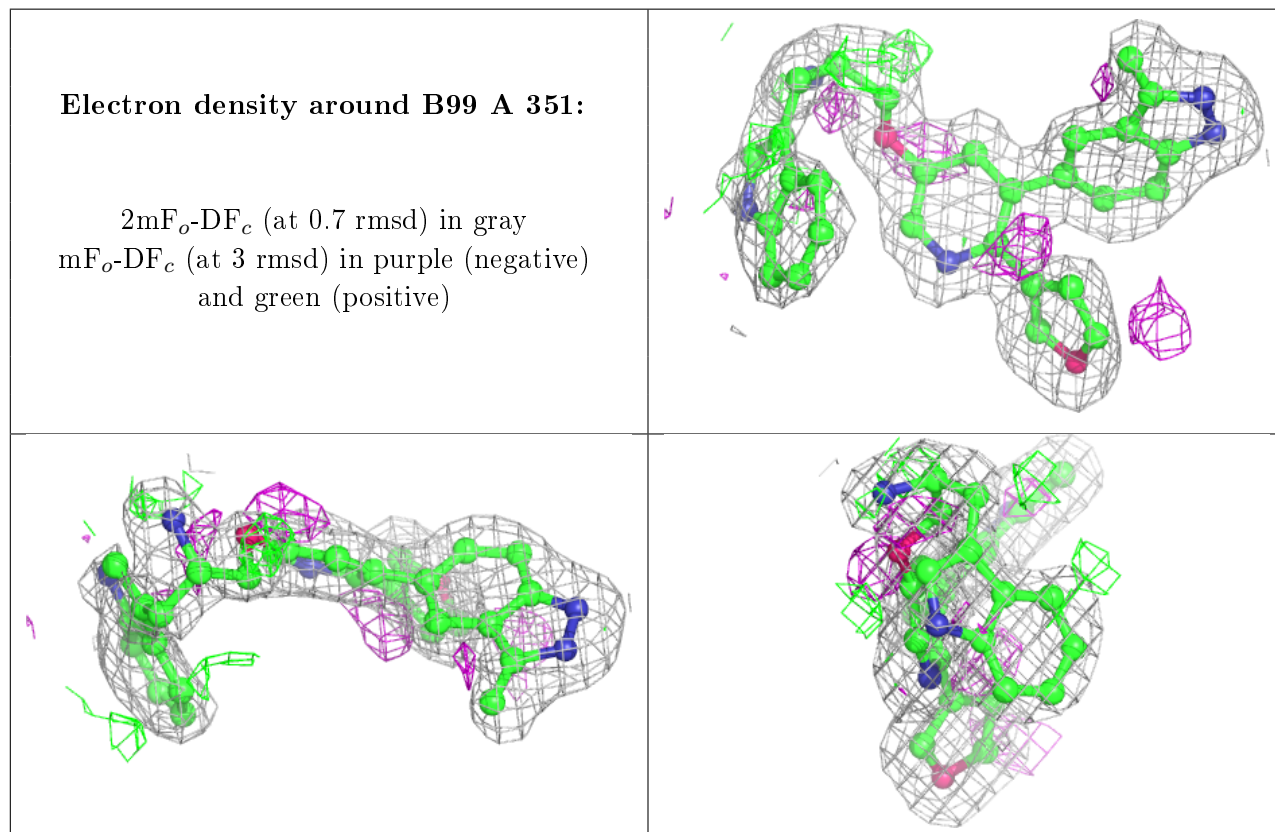 Electron density around B99 A 351:
2mFo-DFc (at 0.7 rmsd) in gray
mFo-DFc (at 3 rmsd) in purple (negative)
and green (positive)